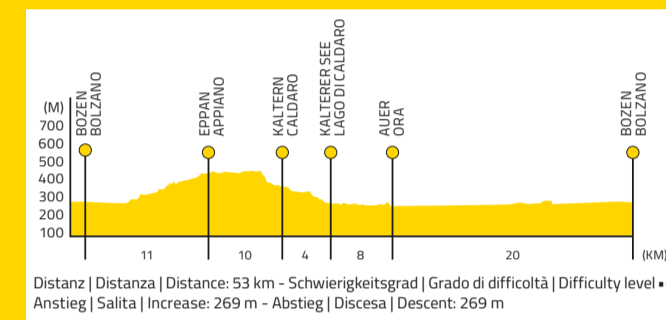 (M)
700
600
500
400
300
200
100
BOZEN
BOLZANO
EPPAN
APPIANO
KALTERN
CALDARO
KALTERER SEE
LAGO DI CALDARO
AUER
ORA
BOZEN
BOLZANO
11 10 4 8 20 (KM)
Distanz | Distanza | Distance: 53 km - Schwierigkeitsgrad | Grado di difficoltà | Difficulty level
Anstieg | Salita | Increase: 269 m - Abstieg | Discesa | Descent: 269 m